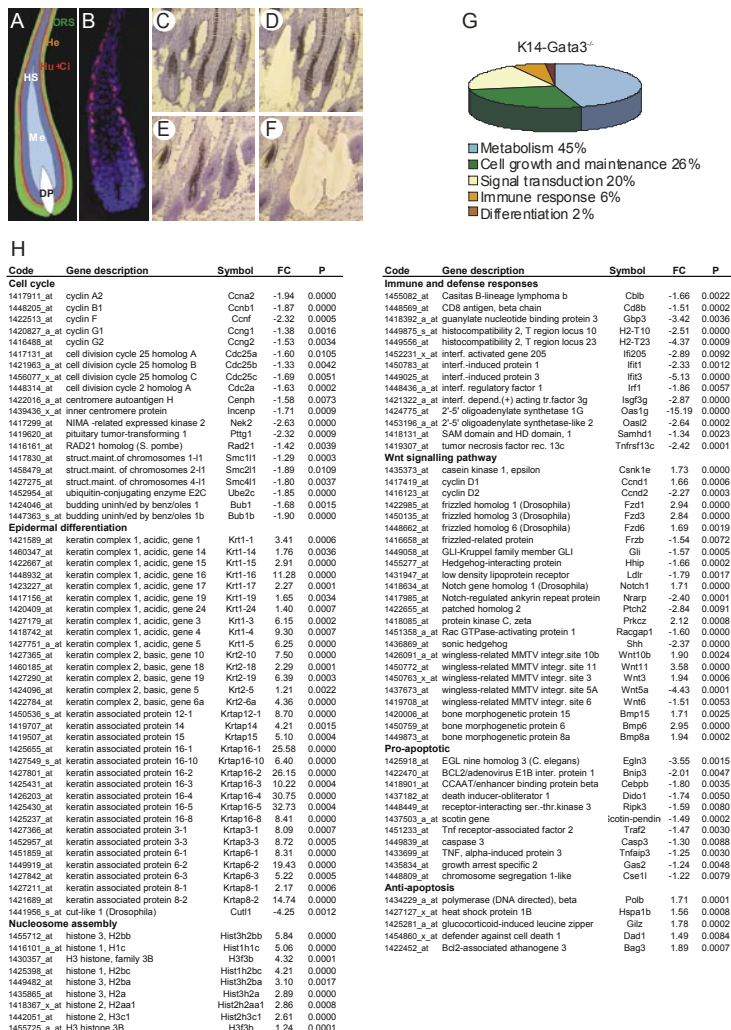 A
B
C
D
E
F
G
ORS
He
Hu+Ci
HS
Me
DP
K14-Gata3-/-
Metabolism 45%
Cell growth and maintenance 26%
Signal transduction 20%
Immune response 6%
Differentiation 2%
H
Code Gene description Symbol FC P
Cell cycle
1417911_at cyclin A2 Ccna2 -1.94 0.0000
1448205_at cyclin B1 Ccnb1 -1.87 0.0000
1422513_at cyclin F Ccnf -2.32 0.0005
1420827_a_at cyclin G1 Ccng1 -1.38 0.0016
1416488_at cyclin G2 Ccng2 -1.53 0.0034
1417131_at cell division cycle 25 homolog A Cdc25a -1.60 0.0105
1421963_a_at cell division cycle 25 homolog B Cdc25b -1.33 0.0042
1456077_x_at cell division cycle 25 homolog C Cdc25c -1.69 0.0051
1448314_at cell division cycle 2 homolog A Cdc2a -1.63 0.0002
1422016_a_at centromere autoantigen H Cenph -1.58 0.0073
1439436_x_at inner centromere protein Incenp -1.71 0.0009
1417299_at NIMA -related expressed kinase 2 Nek2 -2.63 0.0000
1419620_at pituitary tumor-transforming 1 Pttg1 -2.32 0.0009
1416161_at RAD21 homolog (S. pombe) Rad21 -1.42 0.0039
1417830_at struct.maint.of chromosomes 1-l1 Smc1l1 -1.29 0.0003
1458479_at struct.maint. of chromosomes 2-l1 Smc2l1 -1.89 0.0109
1427275_at struct.maint. of chromosomes 4-l1 Smc4l1 -1.80 0.0037
1452954_at ubiquitin-conjugating enzyme E2C Ube2c -1.85 0.0000
1424046_at budding uninh/ed by benz/oles 1 Bub1 -1.68 0.0015
1447363_s_at budding uninh/ed by benz/oles 1b Bub1b -1.90 0.0000
Epidermal differentiation
1421589_at keratin complex 1, acidic, gene 1 Krt1-1 3.41 0.0006
1460347_at keratin complex 1, acidic, gene 14 Krt1-14 1.76 0.0036
1422667_at keratin complex 1, acidic, gene 15 Krt1-15 2.91 0.0000
1448932_at keratin complex 1, acidic, gene 16 Krt1-16 11.28 0.0000
1423227_at keratin complex 1, acidic, gene 17 Krt1-17 2.27 0.0001
1417156_at keratin complex 1, acidic, gene 19 Krt1-19 1.65 0.0034
1420409_at keratin complex 1, acidic, gene 24 Krt1-24 1.40 0.0007
1427179_at keratin complex 1, acidic, gene 3 Krt1-3 6.15 0.0002
1418742_at keratin complex 1, acidic, gene 4 Krt1-4 9.30 0.0007
1427751_a_at keratin complex 1, acidic, gene 5 Krt1-5 6.25 0.0000
1427365_at keratin complex 2, basic, gene 10 Krt2-10 7.50 0.0000
1460185_at keratin complex 2, basic, gene 18 Krt2-18 2.29 0.0001
1427290_at keratin complex 2, basic, gene 19 Krt2-19 6.39 0.0003
1424096_at keratin complex 2, basic, gene 5 Krt2-5 1.21 0.0022
1422784_at keratin complex 2, basic, gene 6a Krt2-6a 4.36 0.0000
1450536_s_at keratin associated protein 12-1 Krtap12-1 8.70 0.0000
1419707_at keratin associated protein 14 Krtap14 4.21 0.0015
1419507_at keratin associated protein 15 Krtap15 5.10 0.0004
1425655_at keratin associated protein 16-1 Krtap16-1 25.58 0.0000
1427549_s_at keratin associated protein 16-10 Krtap16-10 6.40 0.0000
1427801_at keratin associated protein 16-2 Krtap16-2 26.15 0.0000
1425431_at keratin associated protein 16-3 Krtap16-3 10.22 0.0004
1426203_at keratin associated protein 16-4 Krtap16-4 30.75 0.0000
1425430_at keratin associated protein 16-5 Krtap16-5 32.73 0.0004
1425237_at keratin associated protein 16-8 Krtap16-8 8.41 0.0000
1427366_at keratin associated protein 3-1 Krtap3-1 8.09 0.0007
1452957_at keratin associated protein 3-3 Krtap3-3 8.72 0.0005
1451859_at keratin associated protein 6-1 Krtap6-1 8.31 0.0000
1449919_at keratin associated protein 6-2 Krtap6-2 19.43 0.0000
1427842_at keratin associated protein 6-3 Krtap6-3 5.22 0.0005
1427211_at keratin associated protein 8-1 Krtap8-1 2.17 0.0006
1421689_at keratin associated protein 8-2 Krtap8-2 14.74 0.0000
1441956_s_at cut-like 1 (Drosophila) Cutl1 -4.25 0.0012
Nucleosome assembly
1455712_at histone 3, H2bb Hist3h2bb 5.84 0.0000
1416101_a_at histone 1, H1c Hist1h1c 5.06 0.0000
1430357_at H3 histone, family 3B H3f3b 4.32 0.0001
1425398_at histone 1, H2bc Hist1h2bc 4.21 0.0000
1449482_at histone 3, H2ba Hist3h2ba 3.10 0.0017
1435865_at histone 3, H2a Hist3h2a 2.89 0.0000
1418367_x_at histone 2, H2aa1 Hist2h2aa1 2.86 0.0008
1442051_at histone 2, H3c1 Hist2h3c1 2.61 0.0000
1455725_a_at H3 histone 3B H3f3b 1.24 0.0001
Code Gene description Symbol FC P
Immune and defense responses
1455082_at Casitas B-lineage lymphoma b Cblb -1.66 0.0022
1448569_at CD8 antigen, beta chain Cd8b -1.51 0.0002
1418392_a_at guanylate nucleotide binding protein 3 Gbp3 -3.42 0.0036
1449875_s_at histocompatibility 2, T region locus 10 H2-T10 -2.51 0.0000
1449556_at histocompatibility 2, T region locus 23 H2-T23 -4.37 0.0009
1452231_x_at interf. activated gene 205 Ifi205 -2.89 0.0092
1450783_at interf.-induced protein 1 Ifit1 -2.33 0.0012
1449025_at interf.-induced protein 3 Ifit3 -5.13 0.0000
1448436_a_at interf. regulatory factor 1 Irf1 -1.86 0.0057
1421322_a_at interf. depend.(+) acting tr.factor 3g Isgf3g -2.87 0.0000
1424775_at 2'-5' oligoadenylate synthetase 1G Oas1g -15.19 0.0000
1453196_a_at 2'-5' oligoadenylate synthetase-like 2 Oasl2 -2.64 0.0002
1418131_at SAM domain and HD domain, 1 Samhd1 -1.34 0.0023
1419307_at tumor necrosis factor rec. 13c Tnfrsf13c -2.42 0.0001
Wnt signalling pathway
1435373_at casein kinase 1, epsilon Csnk1e 1.73 0.0000
1417419_at cyclin D1 Ccnd1 1.66 0.0006
1416123_at cyclin D2 Ccnd2 -2.27 0.0003
1422985_at frizzled homolog 1 (Drosophila) Fzd1 2.94 0.0000
1450135_at frizzled homolog 3 (Drosophila) Fzd3 2.84 0.0000
1448662_at frizzled homolog 6 (Drosophila) Fzd6 1.69 0.0019
1416658_at frizzled-related protein Frzb -1.54 0.0072
1449058_at GLI-Kruppel family member GLI Gli -1.57 0.0005
1455277_at Hedgehog-interacting protein Hhip -1.66 0.0002
1431947_at low density lipoprotein receptor Ldlr -1.79 0.0017
1418634_at Notch gene homolog 1 (Drosophila) Notch1 1.71 0.0000
1417985_at Notch-regulated ankyrin repeat protein Nrarp -2.40 0.0001
1422655_at patched homolog 2 Ptch2 -2.84 0.0091
1418085_at protein kinase C, zeta Prkcz 2.12 0.0008
1451358_a_at Rac GTPase-activating protein 1 Racgap1 -1.60 0.0000
1436869_at sonic hedgehog Shh -2.37 0.0000
1426091_a_at wingless-related MMTV integr.site 10b Wnt10b 1.90 0.0024
1450772_at wingless-related MMTV integr. site 11 Wnt11 3.58 0.0000
1450763_x_at wingless-related MMTV integr. site 3 Wnt3 1.94 0.0006
1437673_at wingless-related MMTV integr. site 5A Wnt5a -4.43 0.0001
1419708_at wingless-related MMTV integr. site 6 Wnt6 -1.51 0.0053
1420006_at bone morphogenetic protein 15 Bmp15 1.71 0.0025
1450759_at bone morphogenetic protein 6 Bmp6 2.95 0.0000
1449873_at bone morphogenetic protein 8a Bmp8a 1.94 0.0002
Pro-apoptotic
1425918_at EGL nine homolog 3 (C. elegans) Egln3 -3.55 0.0015
1422470_at BCL2/adenovirus E1B inter. protein 1 Bnip3 -2.01 0.0047
1418901_at CCAAT/enhancer binding protein beta Cebpb -1.80 0.0035
1437182_at death inducer-obliterator 1 Dido1 -1.74 0.0050
1448449_at receptor-interacting ser.-thr.kinase 3 Ripk3 -1.59 0.0080
1437503_a_at scotin gene scotin-pendin -1.49 0.0002
1451233_at Tnf receptor-associated factor 2 Traf2 -1.47 0.0030
1449839_at caspase 3 Casp3 -1.30 0.0088
1433699_at TNF, alpha-induced protein 3 Tnfaip3 -1.25 0.0030
1435834_at growth arrest specific 2 Gas2 -1.24 0.0048
1448809_at chromosome segregation 1-like Cse1l -1.22 0.0079
Anti-apoptosis
1434229_a_at polymerase (DNA directed), beta Polb 1.71 0.0001
1427127_x_at heat shock protein 1B Hspa1b 1.56 0.0008
1425281_a_at glucocorticoid-induced leucine zipper Gilz 1.78 0.0002
1454860_x_at defender against cell death 1 Dad1 1.49 0.0084
1422452_at Bcl2-associated athanogene 3 Bag3 1.89 0.0007